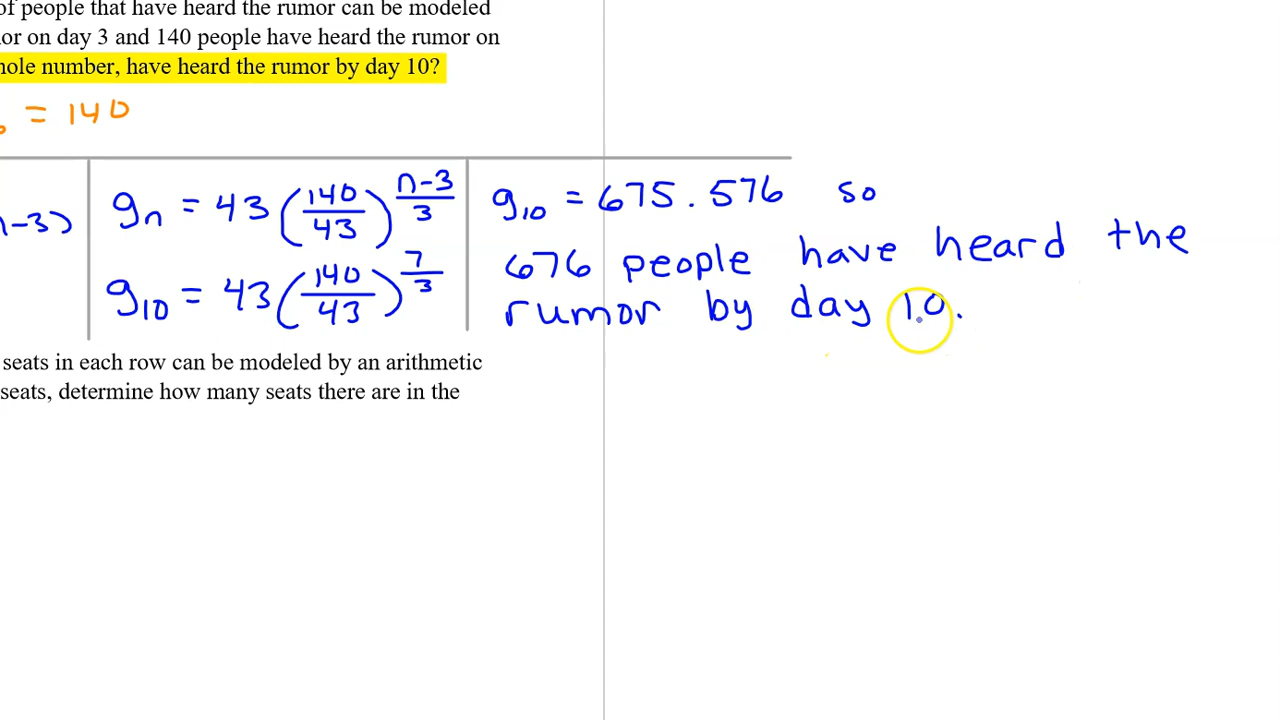 of people that have heard the rumor can be modeled
or on day 3 and 140 people have heard the rumor on
hole number, have heard the rumor by day 10?
= 140
n-3)
gₙ = 43(140/43)^((n-3)/3)
g₁₀ = 43(140/43)^(7/3)
g₁₀ = 675.576 so
676 people have heard the
rumor by day 10.
seats in each row can be modeled by an arithmetic
seats, determine how many seats there are in the